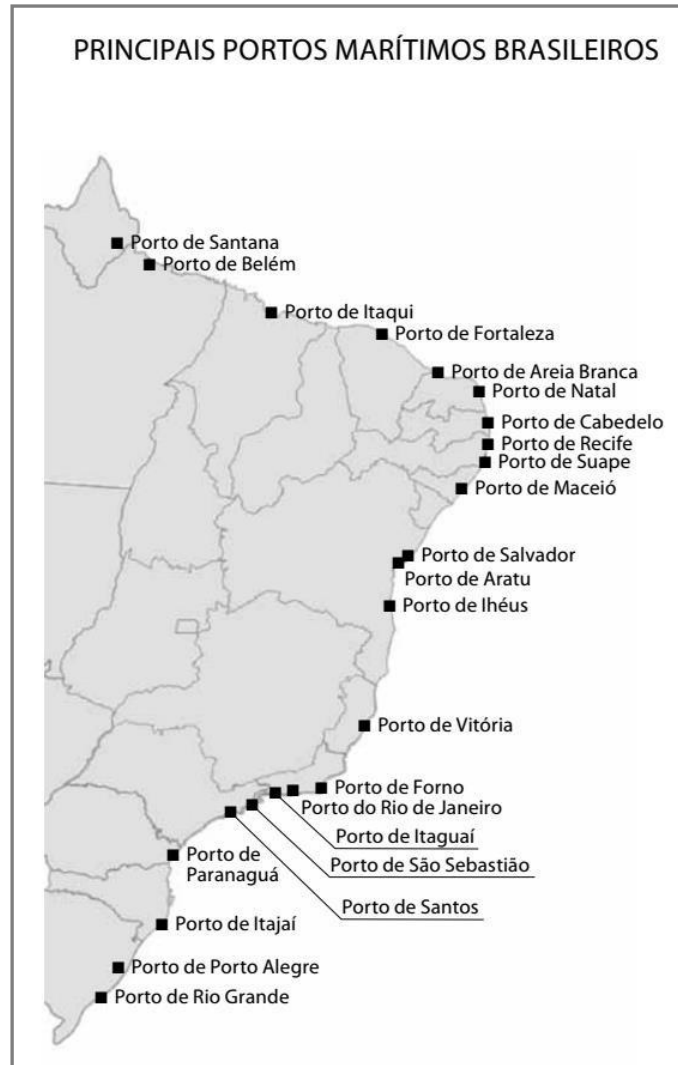 PRINCIPAIS PORTOS MARÍTIMOS BRASILEIROS
Porto de Santana
Porto de Belém
Porto de Itaqui
Porto de Fortaleza
Porto de Areia Branca
Porto de Natal
Porto de Cabedelo
Porto de Recife
Porto de Suape
Porto de Maceió
Porto de Salvador
Porto de Aratu
Porto de Ihéus
Porto de Vitória
Porto de Forno
Porto do Rio de Janeiro
Porto de Itaguaí
Porto de São Sebastião
Porto de
Paranaguá
Porto de Santos
Porto de Itajaí
Porto de Porto Alegre
Porto de Rio Grande